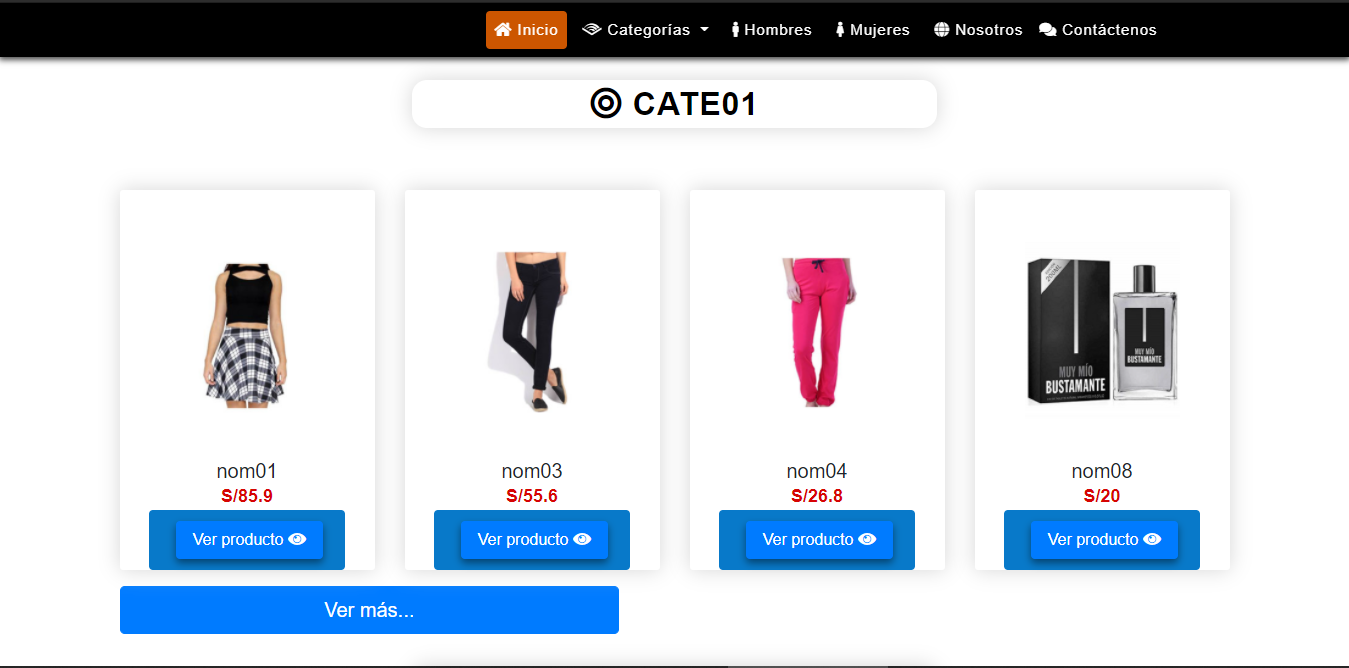 Inicio Categorías Hombres Mujeres Nosotros Contáctenos
CATE01
MUY MÍO
BUSTAMANTE
MUY MÍO
BUSTAMANTE
nom01 nom03 nom04 nom08
S/85.9 S/55.6 S/26.8 S/20
Ver producto Ver producto Ver producto Ver producto
Ver más...